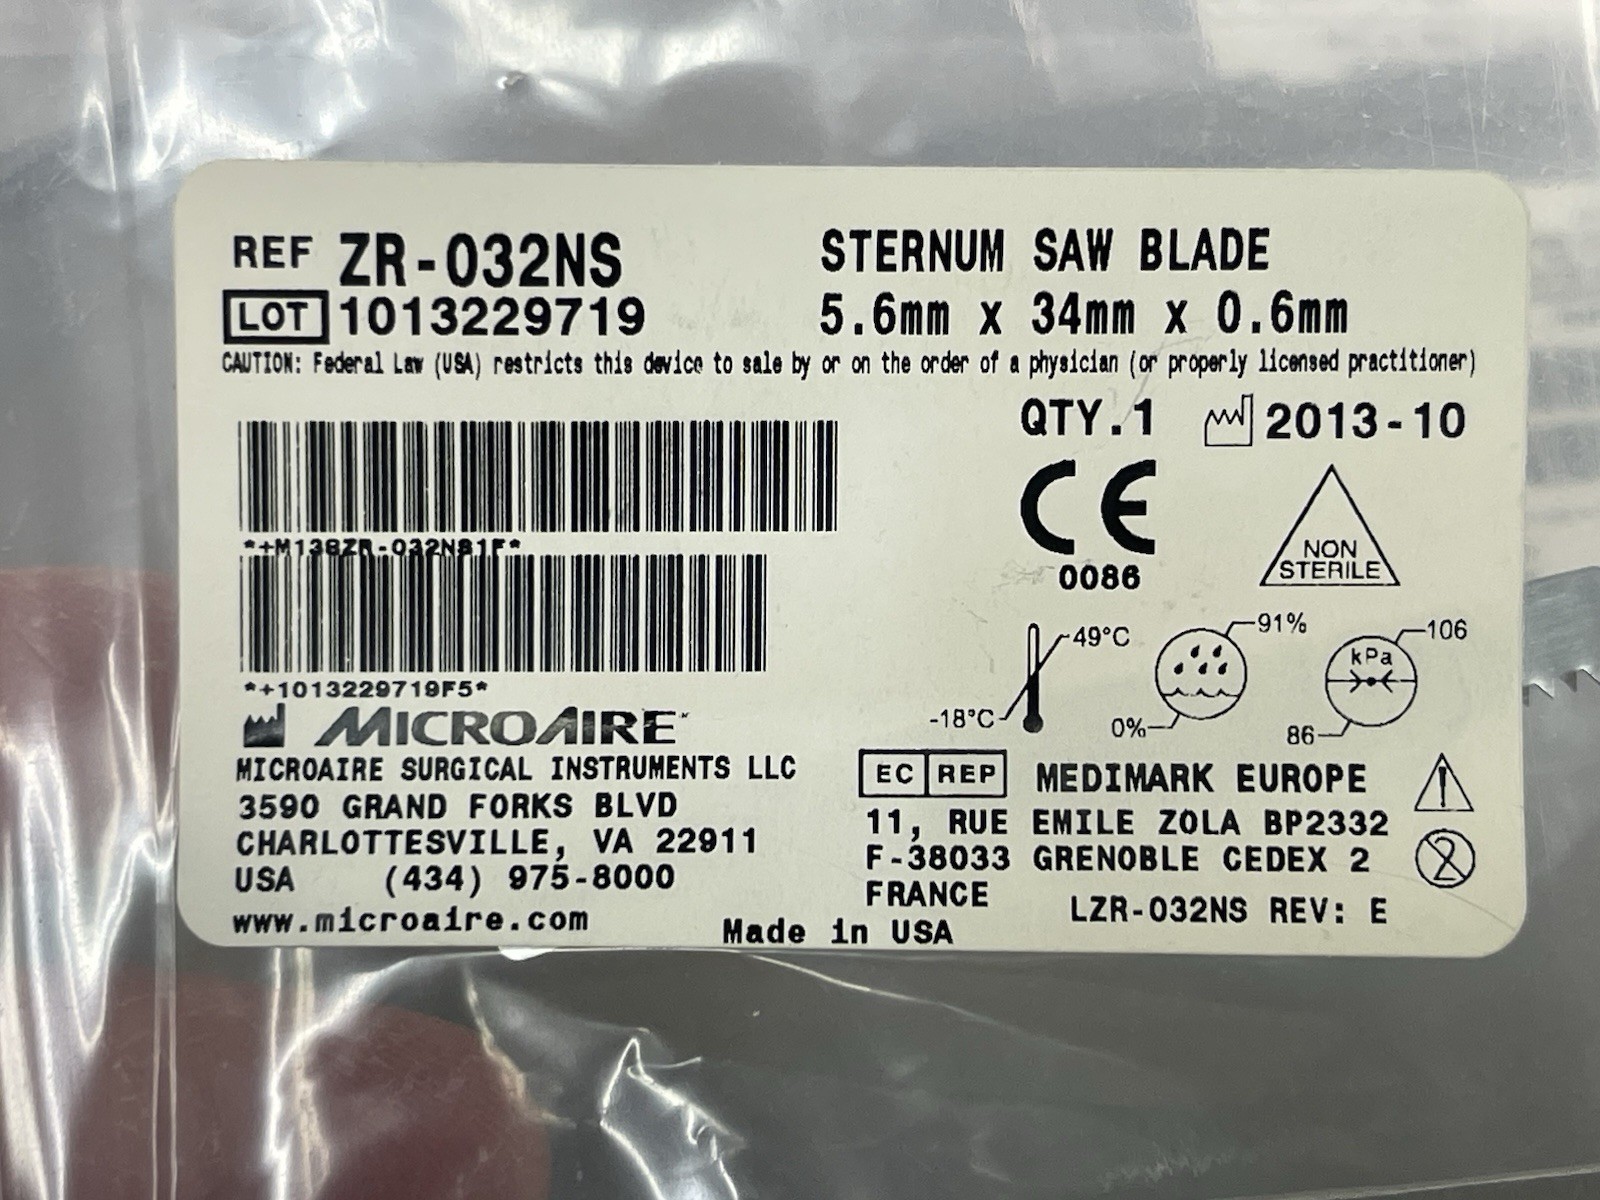 REF ZR-032NS
LOT 1013229719
STERNUM SAW BLADE
5.6mm x 34mm x 0.6mm
CAUTION: Federal Law (USA) restricts this device to sale by or on the order of a physician (or properly licensed practitioner)
QTY.1 2013-10
*+M138ZR-032NS1F*
CE
0086
NON
STERILE
*+1013229719F5*
49°C
-18°C
91%
0%
106
kPa
86
MICROAIRE
MICROAIRE SURGICAL INSTRUMENTS LLC
3590 GRAND FORKS BLVD
CHARLOTTESVILLE, VA 22911
USA (434) 975-8000
www.microaire.com
EC REP MEDIMARK EUROPE
11, RUE EMILE ZOLA BP2332
F-38033 GRENOBLE CEDEX 2
FRANCE
2
LZR-032NS REV: E
Made in USA